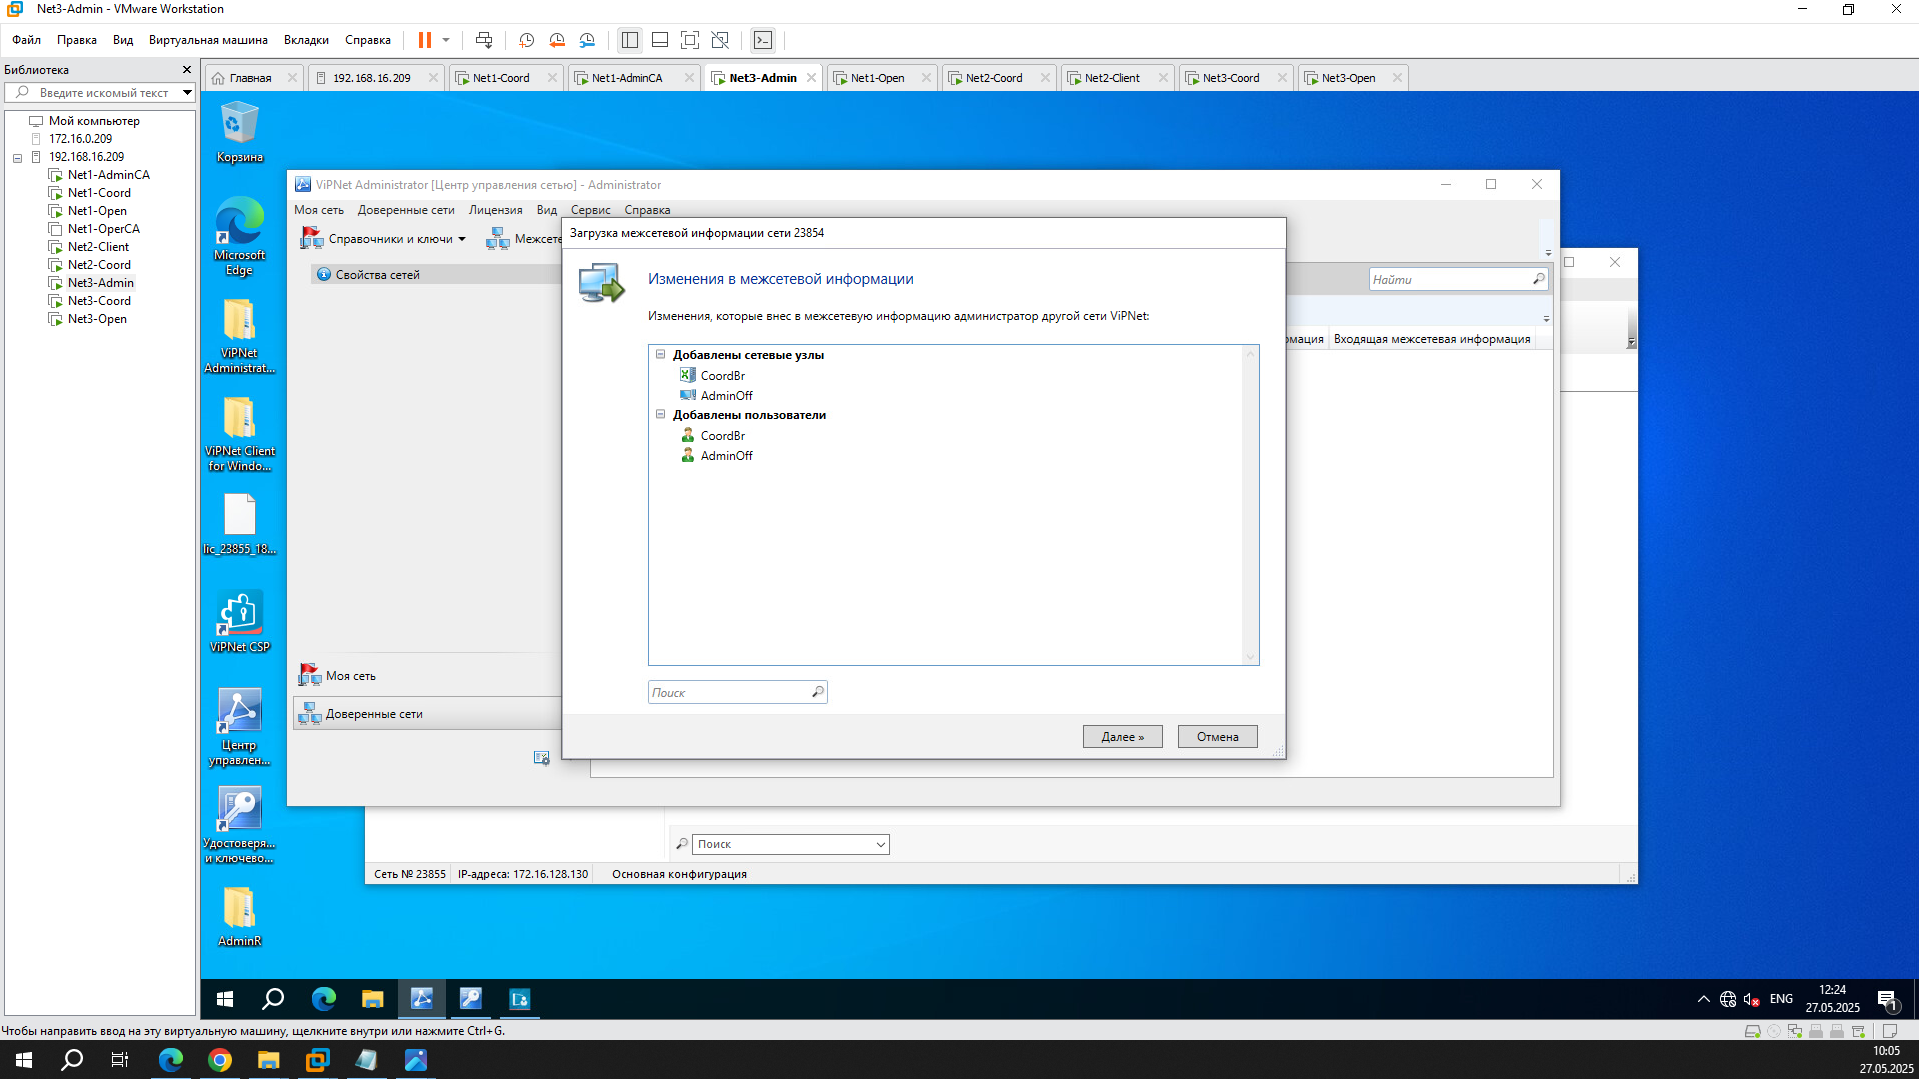 Net3-Admin - VMware Workstation
Файл Правка Вид Виртуальная машина Вкладки Справка
Библиотека
Введите искомый текст
Мой компьютер
172.16.0.209
192.168.16.209
Net1-AdminCA
Net1-Coord
Net1-Open
Net1-OperCA
Net2-Client
Net2-Coord
Net3-Admin
Net3-Coord
Net3-Open
Главная 192.168.16.209 Net1-Coord Net1-AdminCA Net3-Admin Net1-Open Net2-Coord Net2-Client Net3-Coord Net3-Open
Корзина
Microsoft
Edge
ViPNet
Administrat...
ViPNet Client
for Windo...
lic_23855_18...
ViPNet CSP
Центр
управлен...
Удостоверя...
и ключево...
AdminR
ViPNet Administrator [Центр управления сетью] - Administrator
Моя сеть Доверенные сети Лицензия Вид Сервис Справка
Справочники и ключи Межсете
Свойства сетей
Найти
мация Входящая межсетевая информация
Моя сеть
Доверенные сети
Загрузка межсетевой информации сети 23854
Изменения в межсетевой информации
Изменения, которые внес в межсетевую информацию администратор другой сети ViPNet:
Добавлены сетевые узлы
CoordBr
AdminOff
Добавлены пользователи
CoordBr
AdminOff
Поиск
Далее »
Отмена
Поиск
Сеть № 23855 IP-адреса: 172.16.128.130 Основная конфигурация
ENG
12:24
27.05.2025
1
Чтобы направить ввод на эту виртуальную машину, щелкните внутри или нажмите Ctrl+G.
10:05
27.05.2025